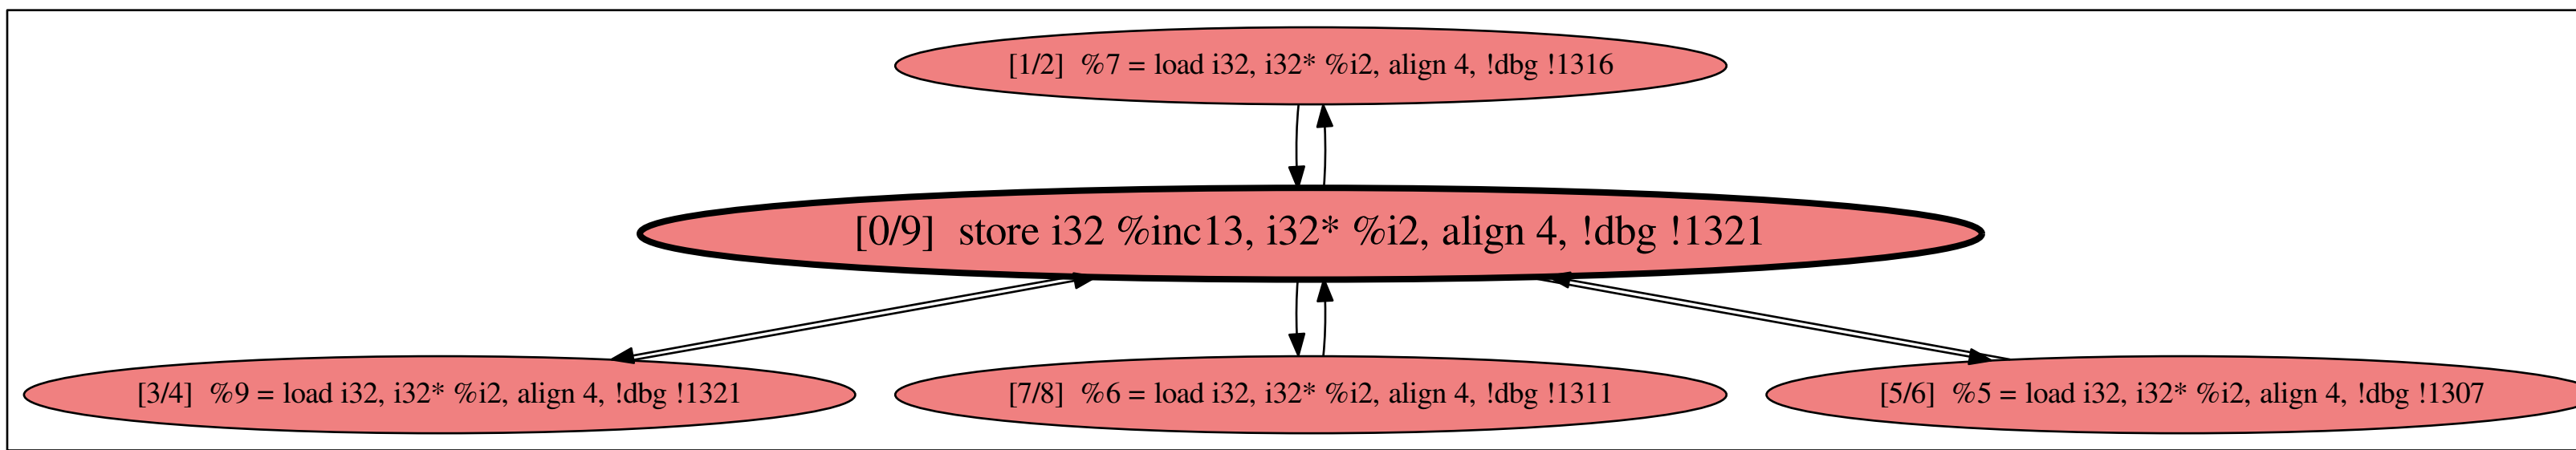 [1/2] %7 = load i32, i32* %i2, align 4, !dbg !1316
[0/9] store i32 %inc13, i32* %i2, align 4, !dbg !1321
[3/4] %9 = load i32, i32* %i2, align 4, !dbg !1321
[7/8] %6 = load i32, i32* %i2, align 4, !dbg !1311
[5/6] %5 = load i32, i32* %i2, align 4, !dbg !1307